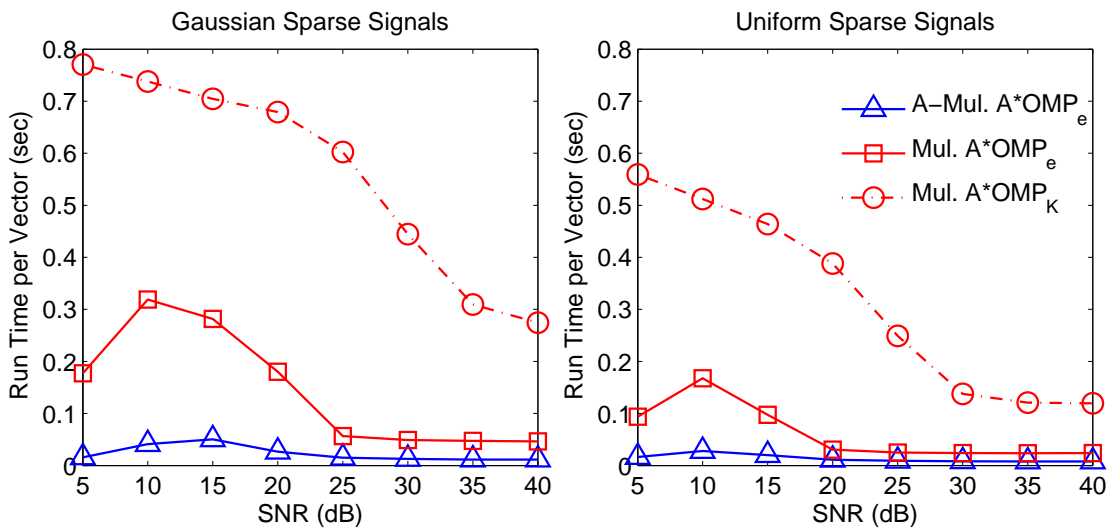 Gaussian Sparse Signals
Run Time per Vector (sec)
0.8
0.7
0.6
0.5
0.4
0.3
0.2
0.1
0
5 10 15 20 25 30 35 40
SNR (dB)
Uniform Sparse Signals
Run Time per Vector (sec)
0.8
0.7
0.6
0.5
0.4
0.3
0.2
0.1
0
5 10 15 20 25 30 35 40
SNR (dB)
A−Mul. A*OMP_e
Mul. A*OMP_e
Mul. A*OMP_K